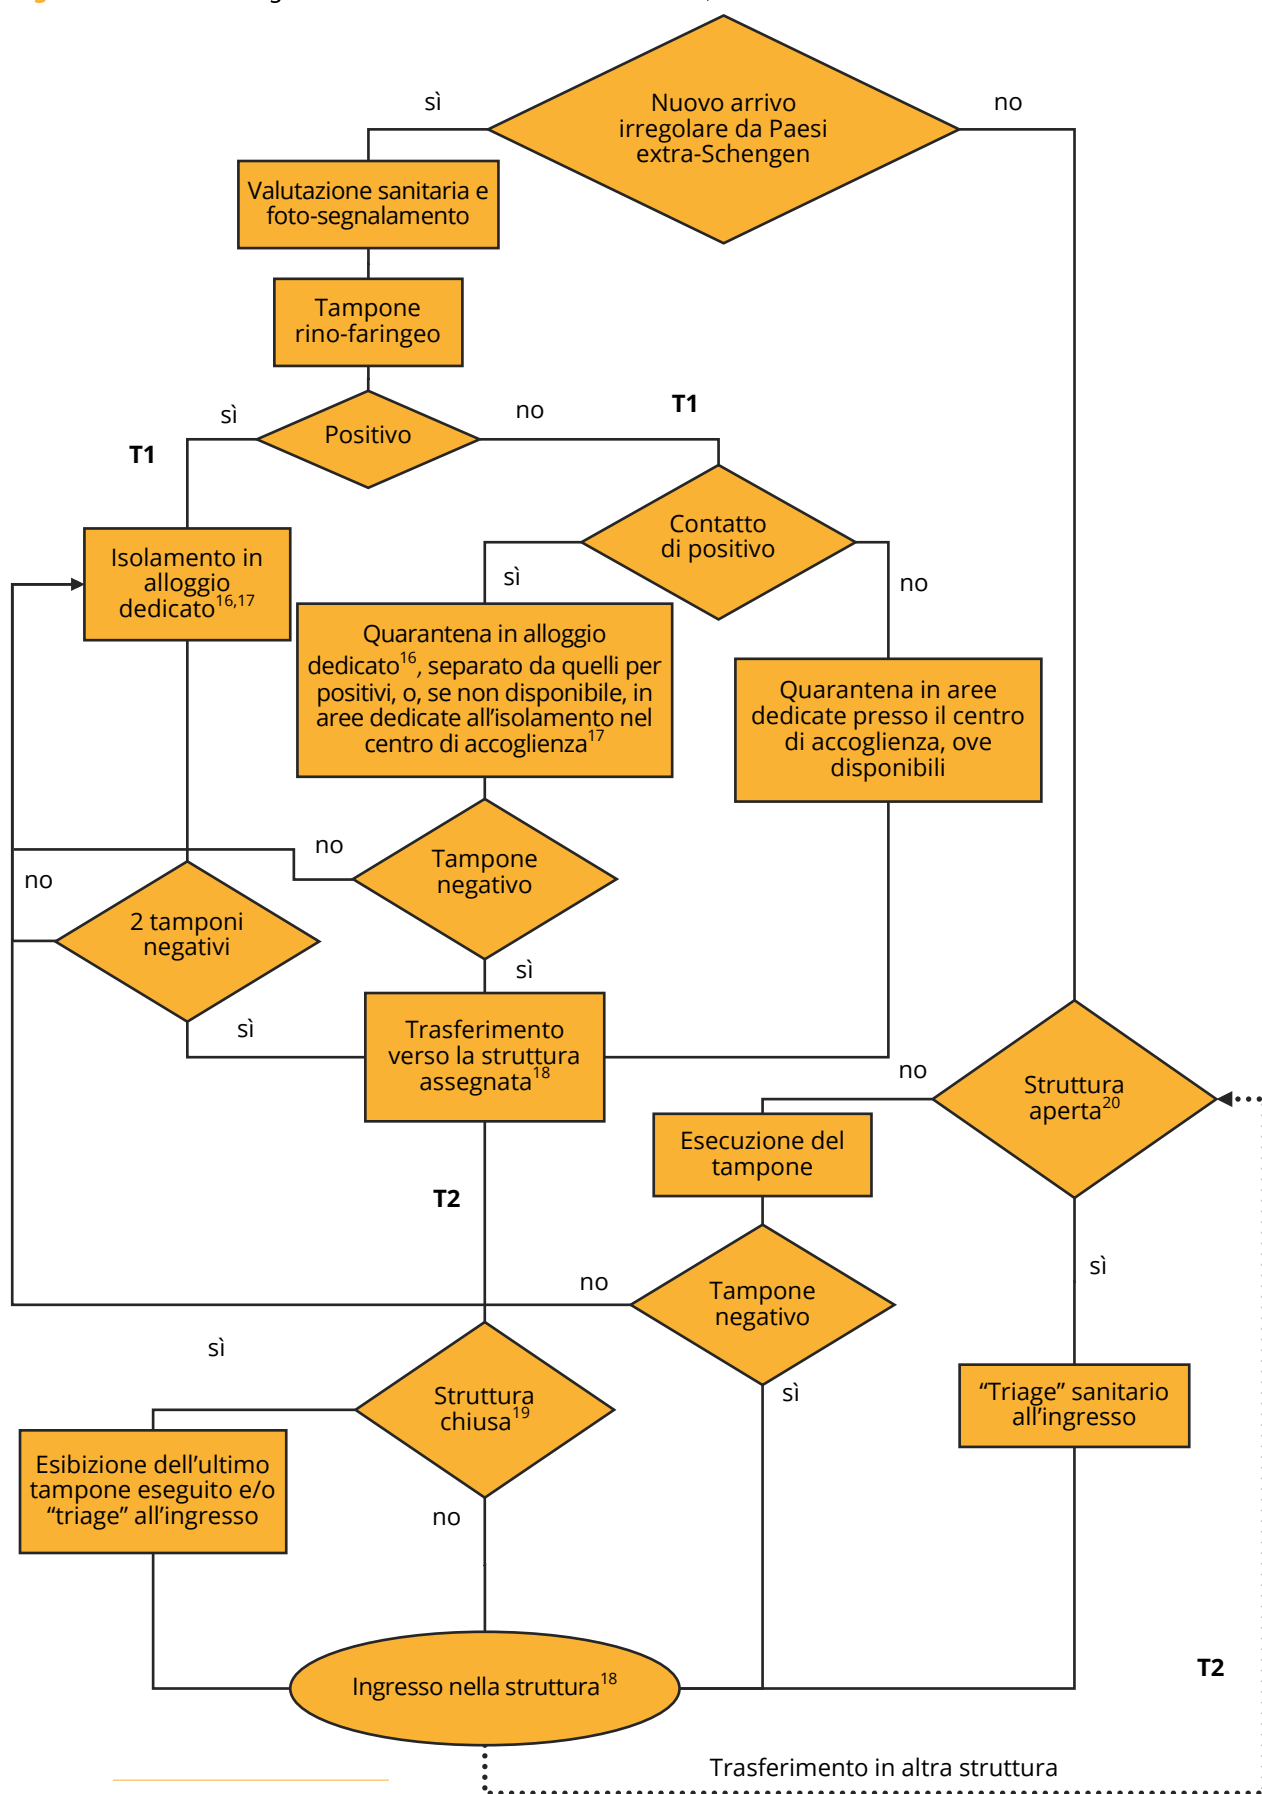 Nuovo arrivo
irregolare da Paesi
extra-Schengen
sì
no
Valutazione sanitaria e
foto-segnalamento
Tampone
rino-faringeo
Positivo
sì
no
T1
T1
Contatto
di positivo
sì
no
Isolamento in
alloggio
dedicato16,17
Quarantena in alloggio
dedicato16, separato da quelli per
positivi, o, se non disponibile, in
aree dedicate all’isolamento nel
centro di accoglienza17
Quarantena in aree
dedicate presso il centro
di accoglienza, ove
disponibili
no
Tampone
negativo
no
2 tamponi
negativi
sì
sì
Trasferimento
verso la struttura
assegnata18
no
Struttura
aperta20
Esecuzione del
tampone
T2
sì
no
Tampone
negativo
sì
sì
Struttura
chiusa19
“Triage” sanitario
all’ingresso
Esibizione dell’ultimo
tampone eseguito e/o
“triage” all’ingresso
no
Ingresso nella struttura18
T2
Trasferimento in altra struttura